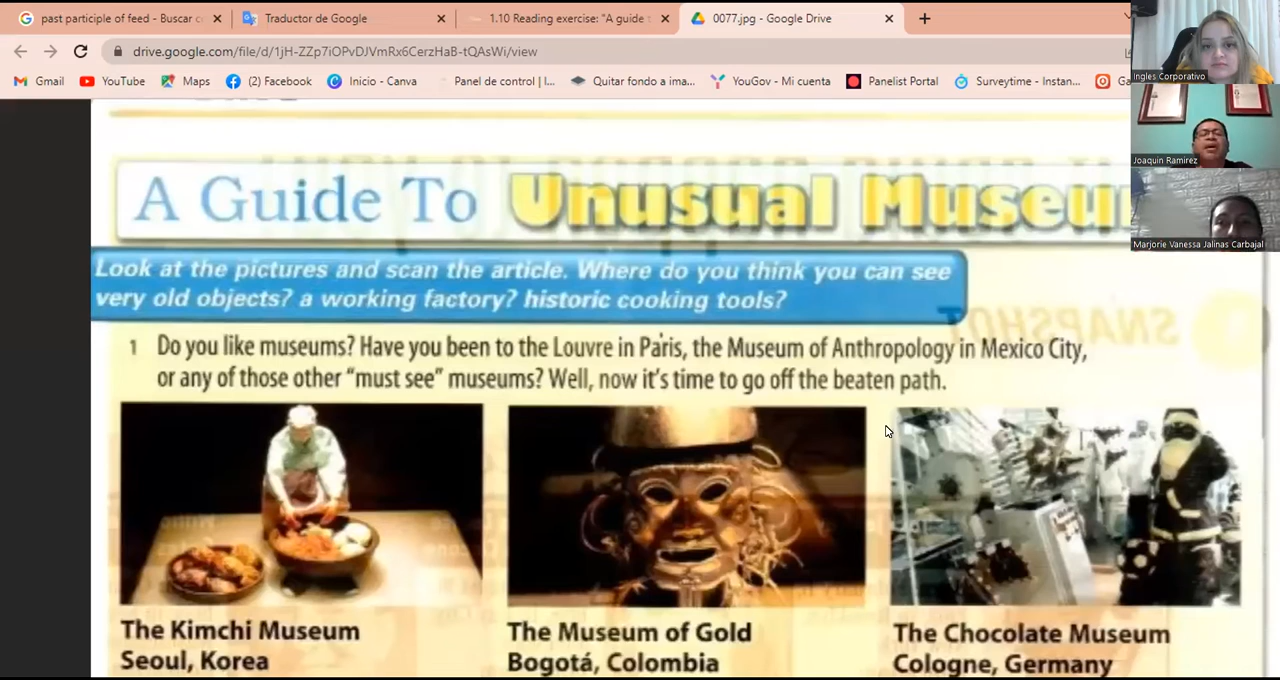 past participle of feed - Buscar c
Traductor de Google
1.10 Reading exercise: "A guide t
0077.jpg - Google Drive
drive.google.com/file/d/1jH-ZZp7iOPvDJVmRx6CerzHaB-tQAsWi/view
Gmail
YouTube
Maps
(2) Facebook
Inicio - Canva
Panel de control | I...
Quitar fondo a ima...
YouGov - Mi cuenta
Panelist Portal
Surveytime - Instan...
Ga
Ingles Corporativo
Joaquin Ramirez
Marjorie Vanessa Jalinas Carbajal
A Guide To Unusual Museu
Look at the pictures and scan the article. Where do you think you can see
very old objects? a working factory? historic cooking tools?
SNAPSHOT
1 Do you like museums? Have you been to the Louvre in Paris, the Museum of Anthropology in Mexico City,
or any of those other "must see" museums? Well, now it's time to go off the beaten path.
The Kimchi Museum
Seoul, Korea
The Museum of Gold
Bogotá, Colombia
The Chocolate Museum
Cologne, Germany